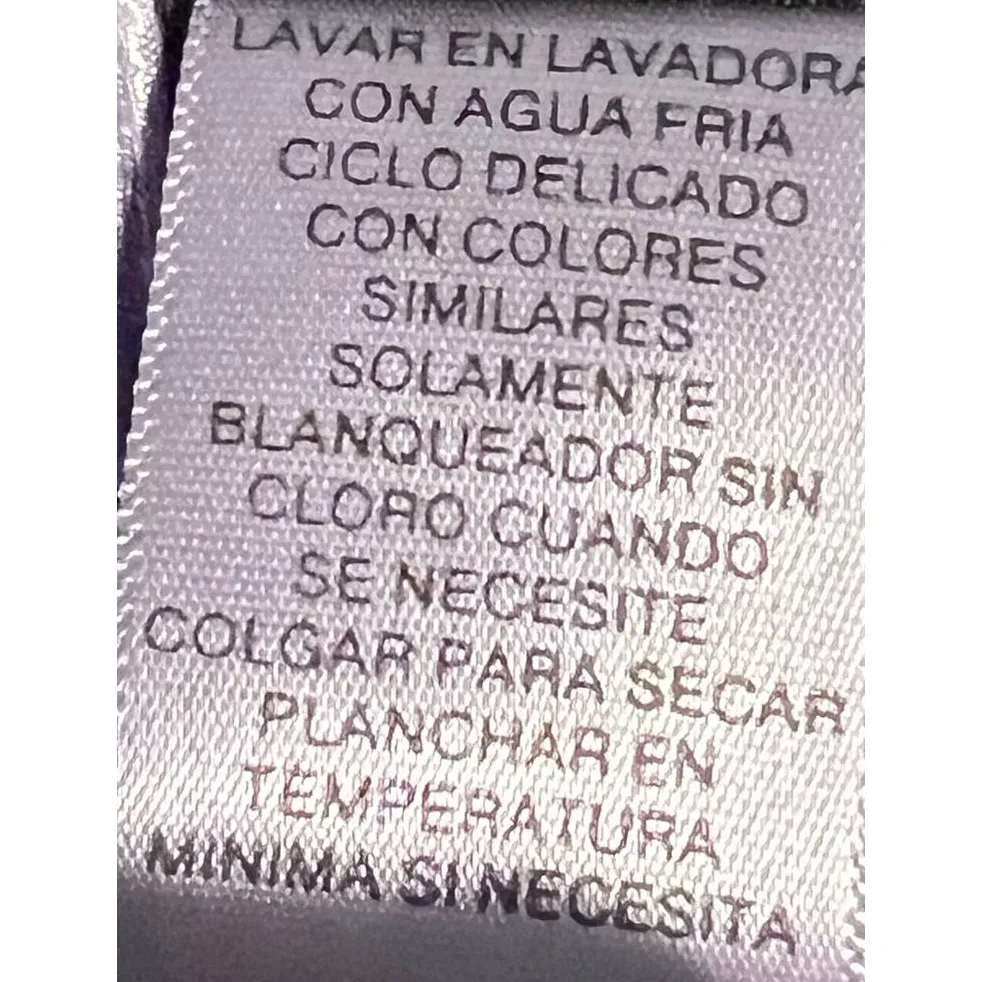 LAVAR EN LAVADORA
CON AGUA FRIA
CICLO DELICADO
CON COLORES
SIMILARES
SOLAMENTE
BLANQUEADOR SIN
CLORO CUANDO
SE NECESITE
COLGAR PARA SECAR
PLANCHAR EN
TEMPERATURA
MINIMA SI NECESITA